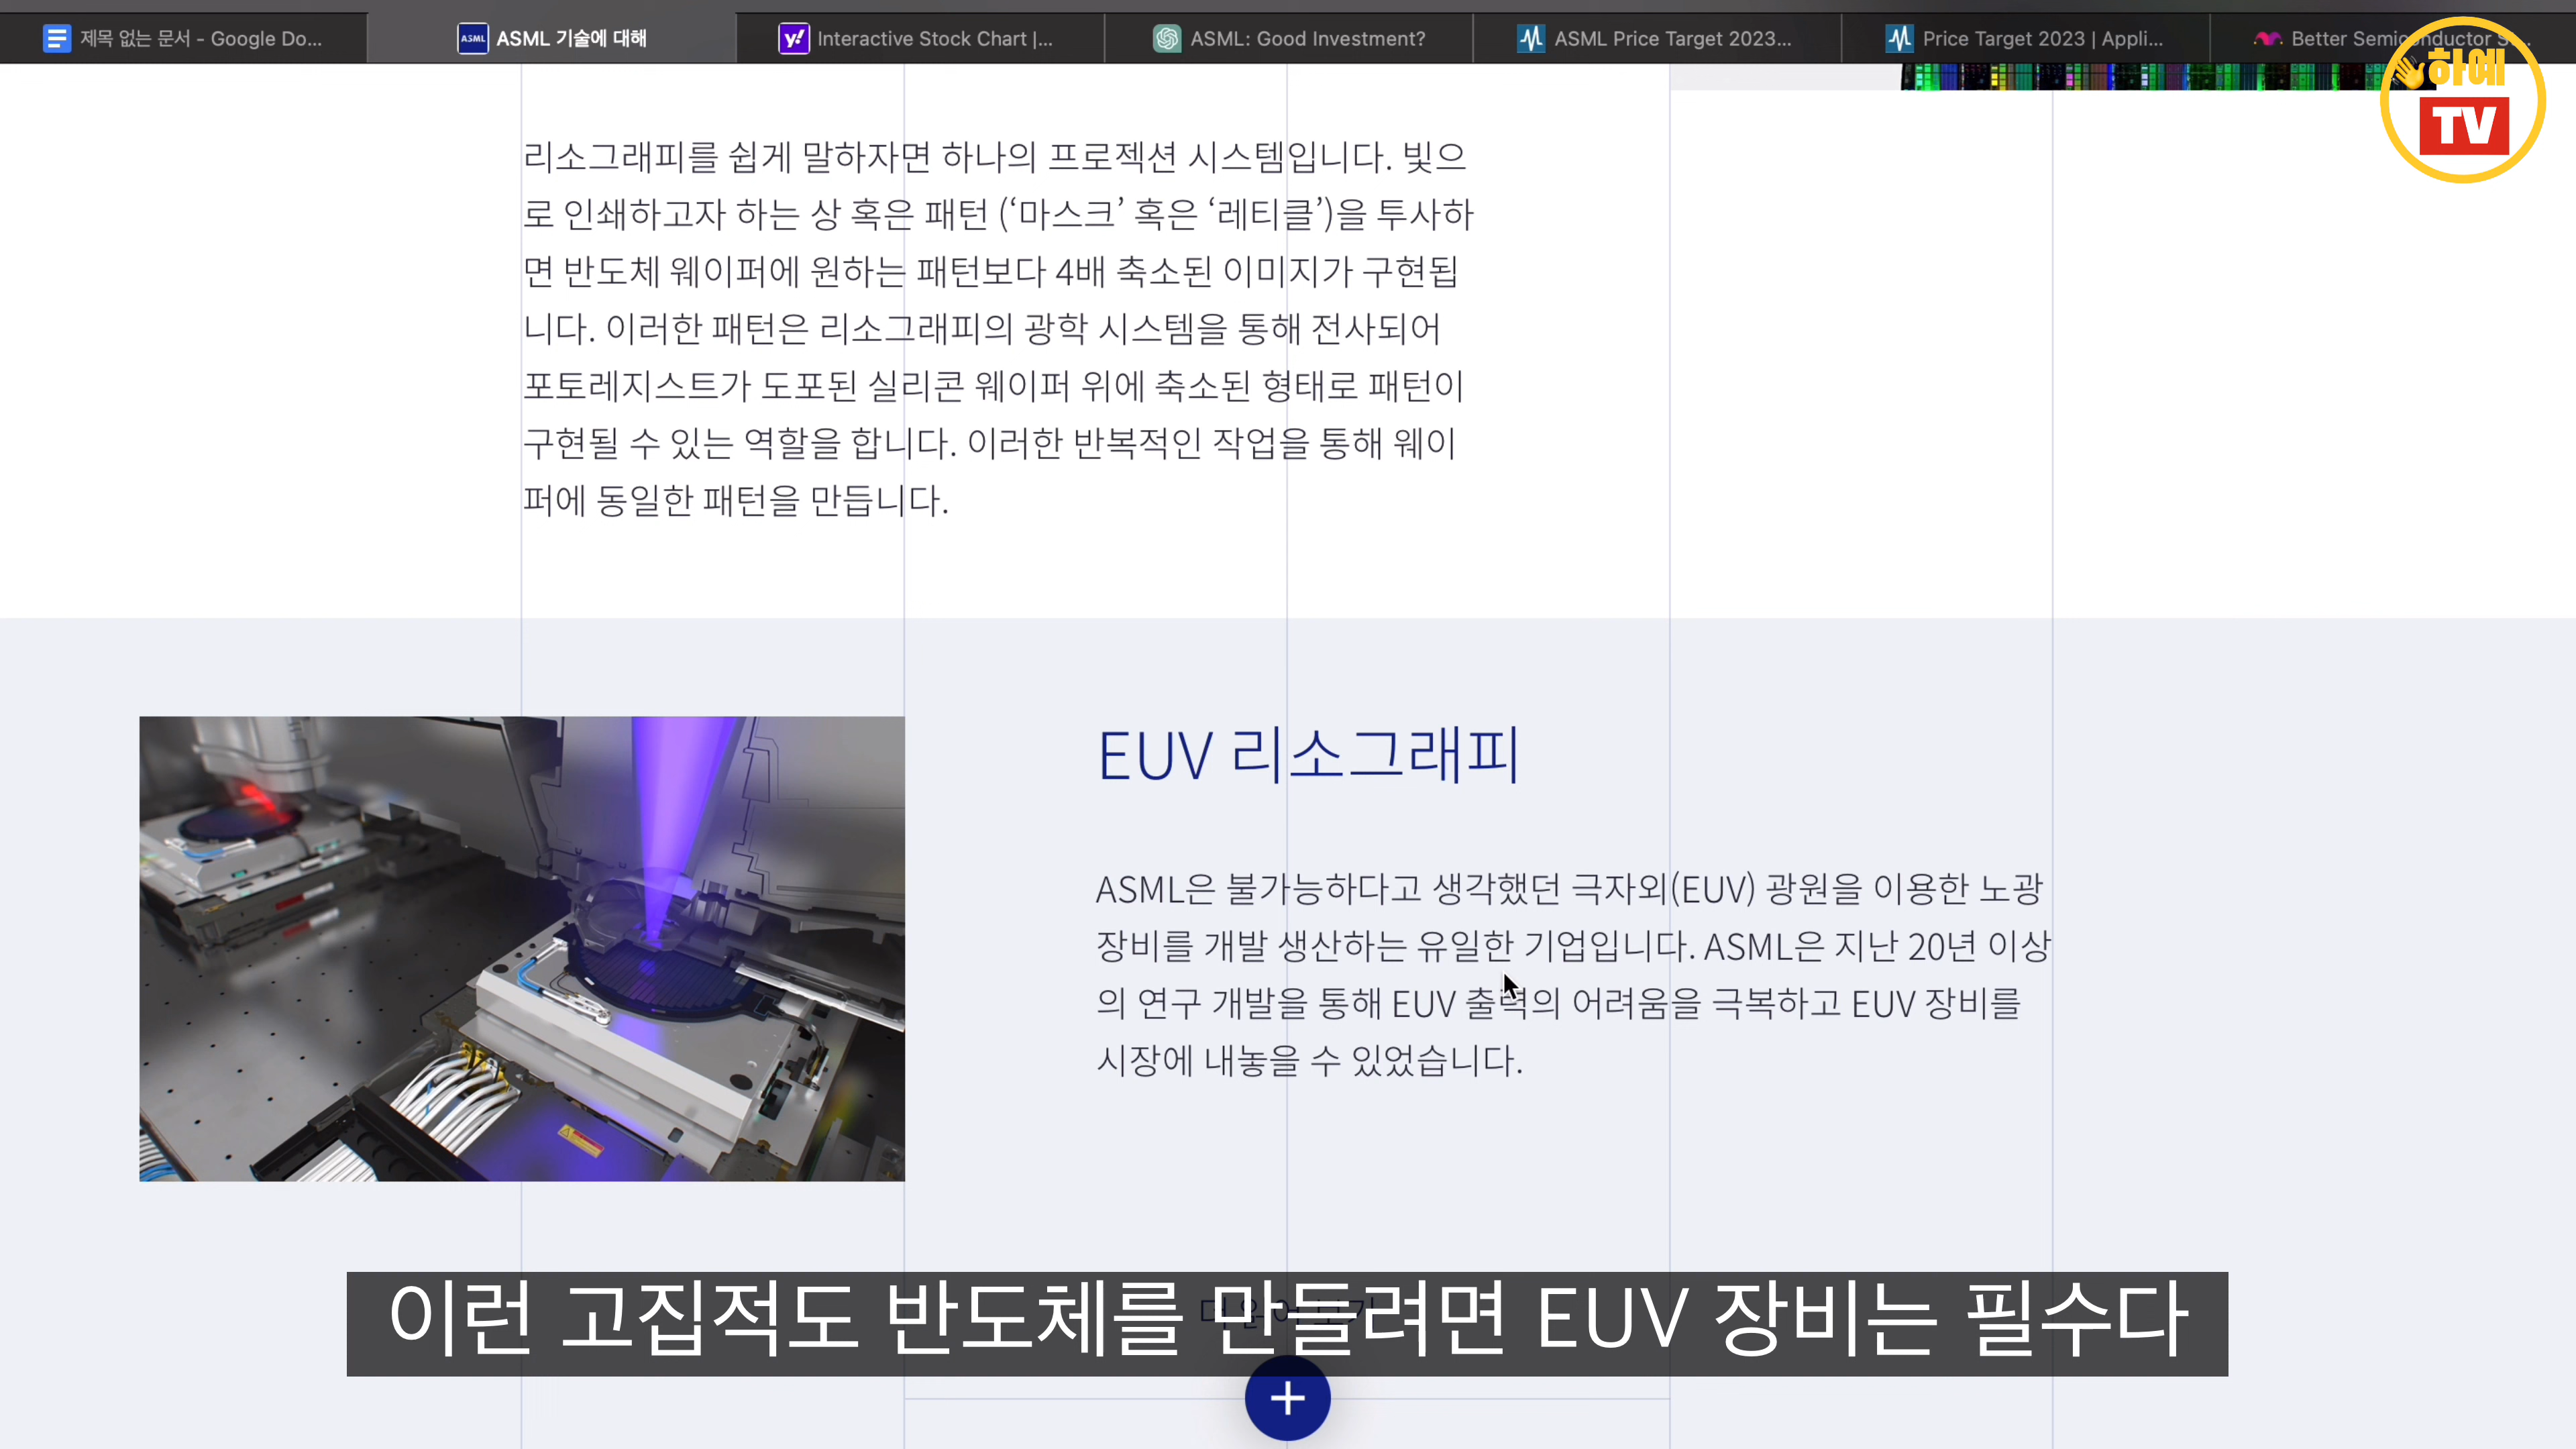 제목 없는 문서 - Google Do...
ASML ASML 기술에 대해
y! Interactive Stock Chart |...
ASML: Good Investment?
ASML Price Target 2023...
Price Target 2023 | Appli...
Better Semiconductor S...
하예
TV
리소그래피를 쉽게 말하자면 하나의 프로젝션 시스템입니다. 빛으
로 인쇄하고자 하는 상 혹은 패턴 (‘마스크’ 혹은 ‘레티클’)을 투사하
면 반도체 웨이퍼에 원하는 패턴보다 4배 축소된 이미지가 구현됩
니다. 이러한 패턴은 리소그래피의 광학 시스템을 통해 전사되어
포토레지스트가 도포된 실리콘 웨이퍼 위에 축소된 형태로 패턴이
구현될 수 있는 역할을 합니다. 이러한 반복적인 작업을 통해 웨이
퍼에 동일한 패턴을 만듭니다.
EUV 리소그래피
ASML은 불가능하다고 생각했던 극자외(EUV) 광원을 이용한 노광
장비를 개발 생산하는 유일한 기업입니다. ASML은 지난 20년 이상
의 연구 개발을 통해 EUV 출력의 어려움을 극복하고 EUV 장비를
시장에 내놓을 수 있었습니다.
이런 고집적도 반도체를 만들려면 EUV 장비는 필수다